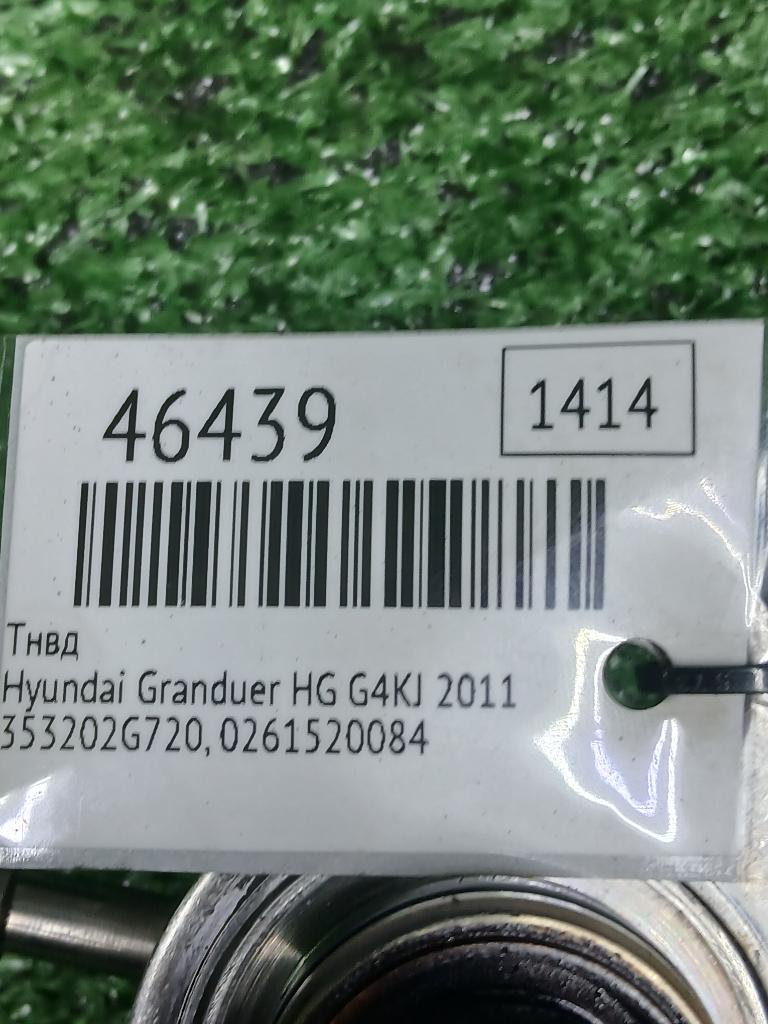 46439
1414
Тнвд
Hyundai Granduer HG G4KJ 2011
353202G720, 0261520084